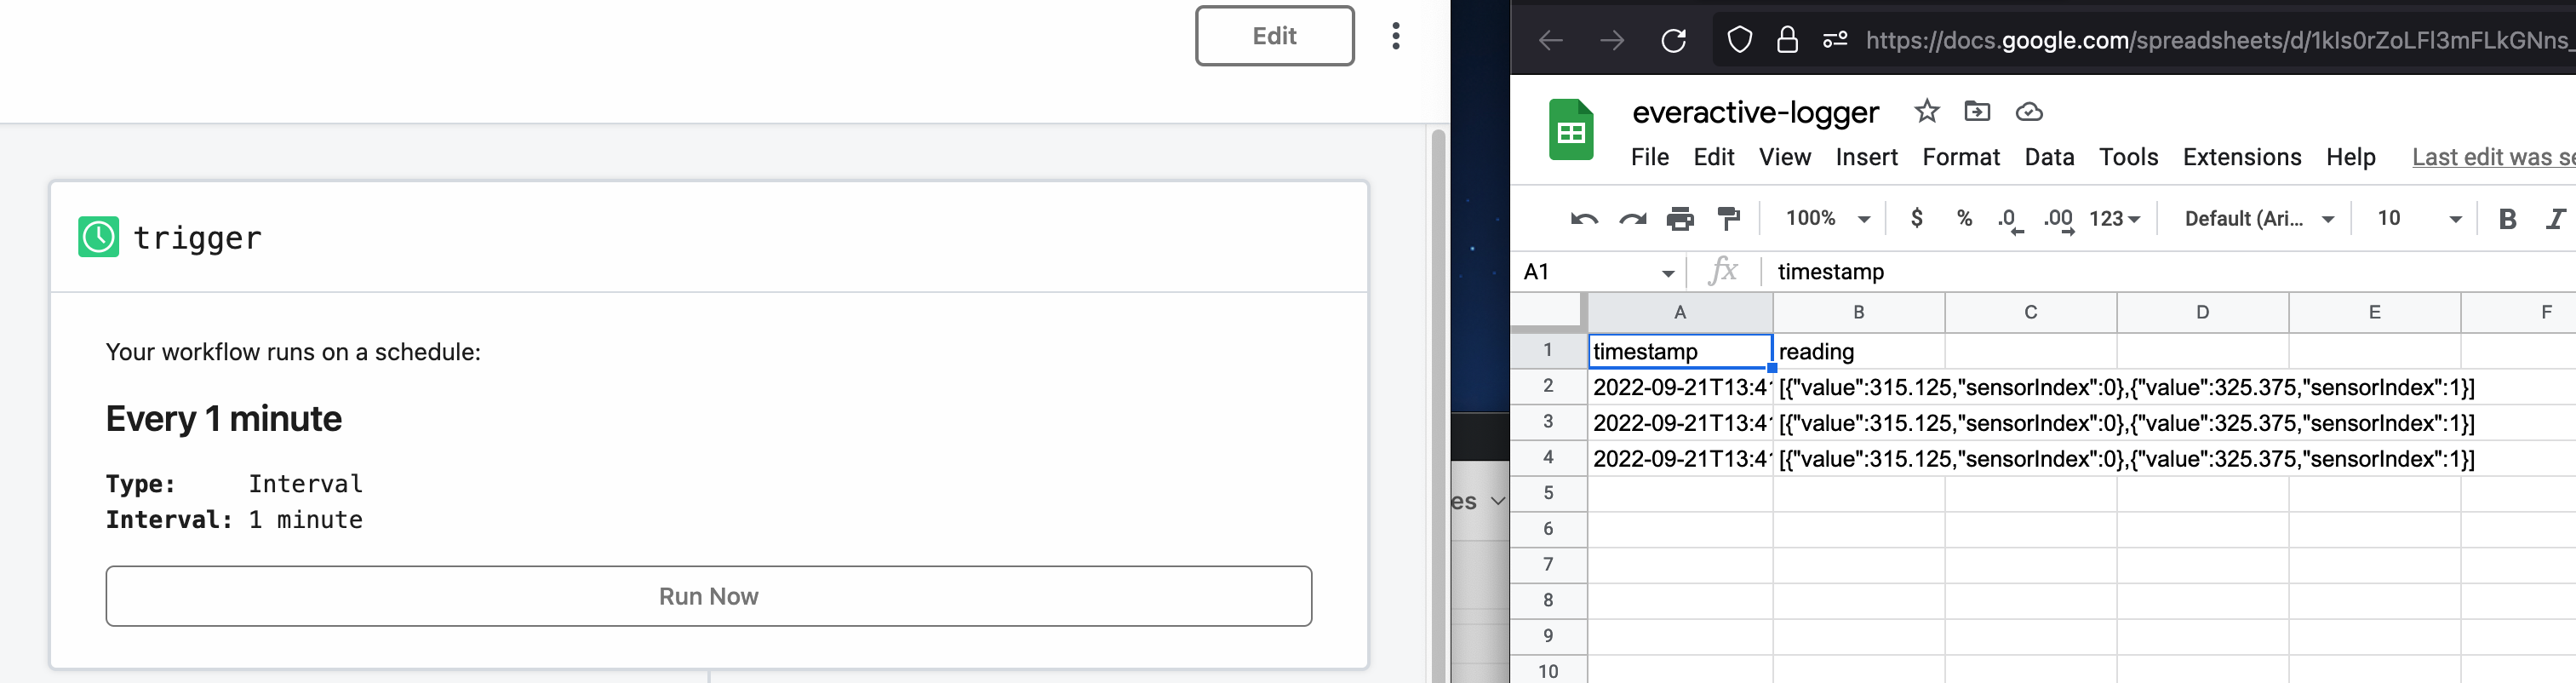 Edit
trigger
Your workflow runs on a schedule:
Every 1 minute
Type: Interval
Interval: 1 minute
Run Now
es
https://docs.google.com/spreadsheets/d/
everactive-logger
File Edit View Insert Format Data Tools Extensions Help Last edit was
100% $ % .0 .00 123 Default (Ari... 10 B I
A1 fx timestamp
A B C D E F
1 timestamp reading
2 2022-09-21T13:41 [{"value":315.125,"sensorIndex":0},{"value":325.375,"sensorIndex":1}]
3 2022-09-21T13:41 [{"value":315.125,"sensorIndex":0},{"value":325.375,"sensorIndex":1}]
4 2022-09-21T13:41 [{"value":315.125,"sensorIndex":0},{"value":325.375,"sensorIndex":1}]
5
6
7
8
9
10